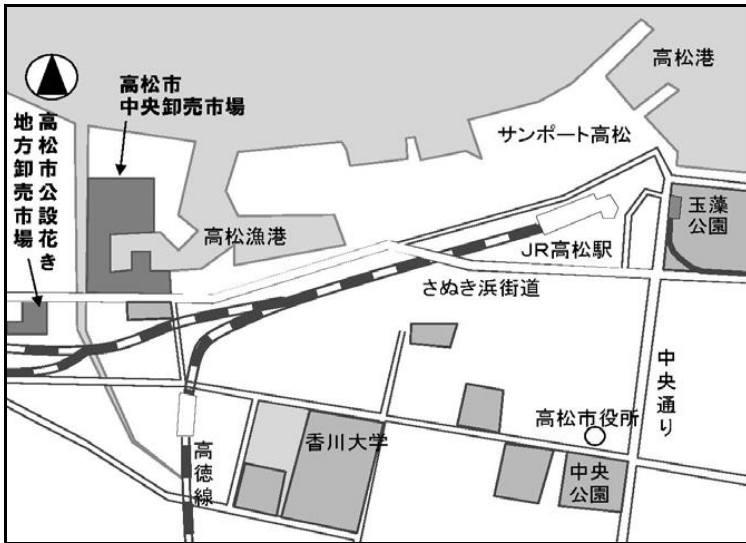 高松港
高松市
中央卸売市場
高松市公設花き
地方卸売市場
サンポート高松
玉藻
公園
高松漁港
JR高松駅
さぬき浜街道
中央通り
高松市役所
香川大学
高徳線
中央
公園